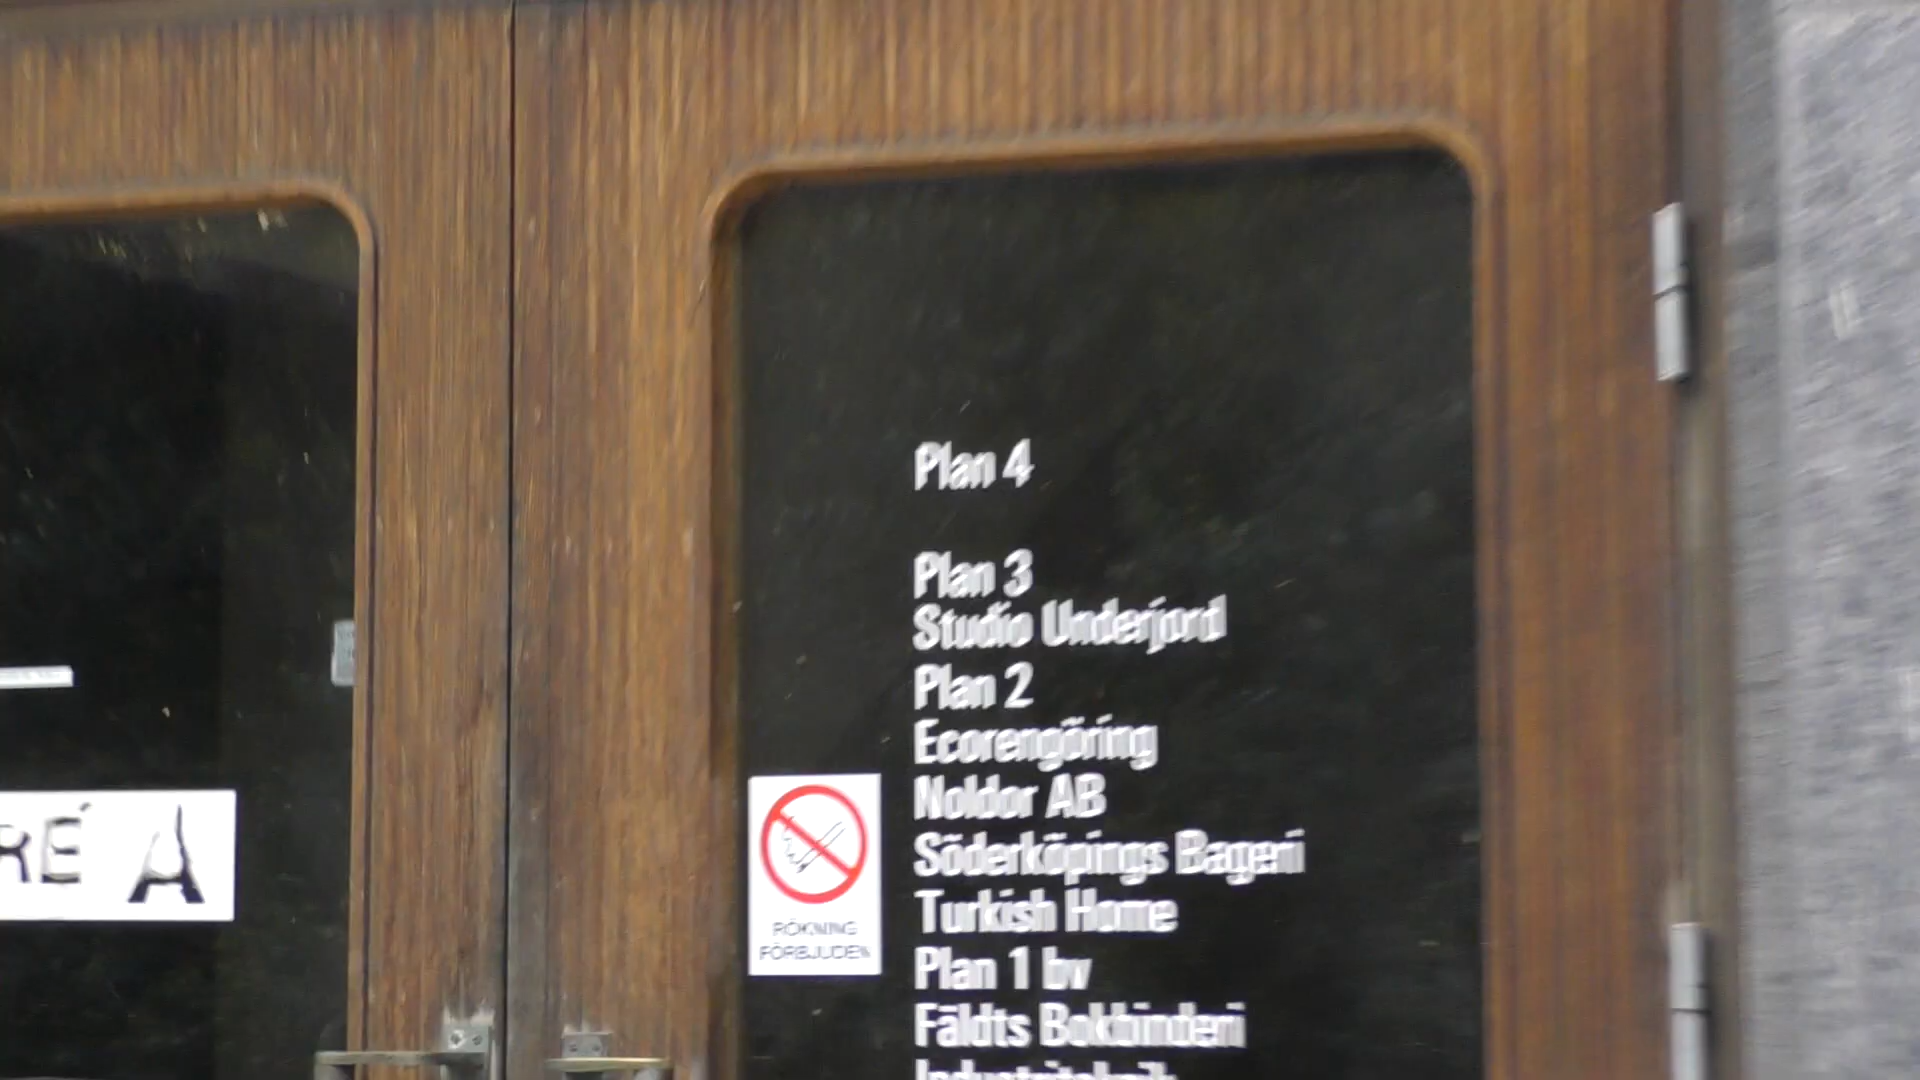 Plan 4
Plan 3
Studio Underjord
Plan 2
Ecorengöring
Noldor AB
Söderköpings Bageri
Turkish Home
Plan 1 bv
Fäldts Bokbinderi
Industriteknik
RÖKNING
FÖRBJUDEN
RÉ A